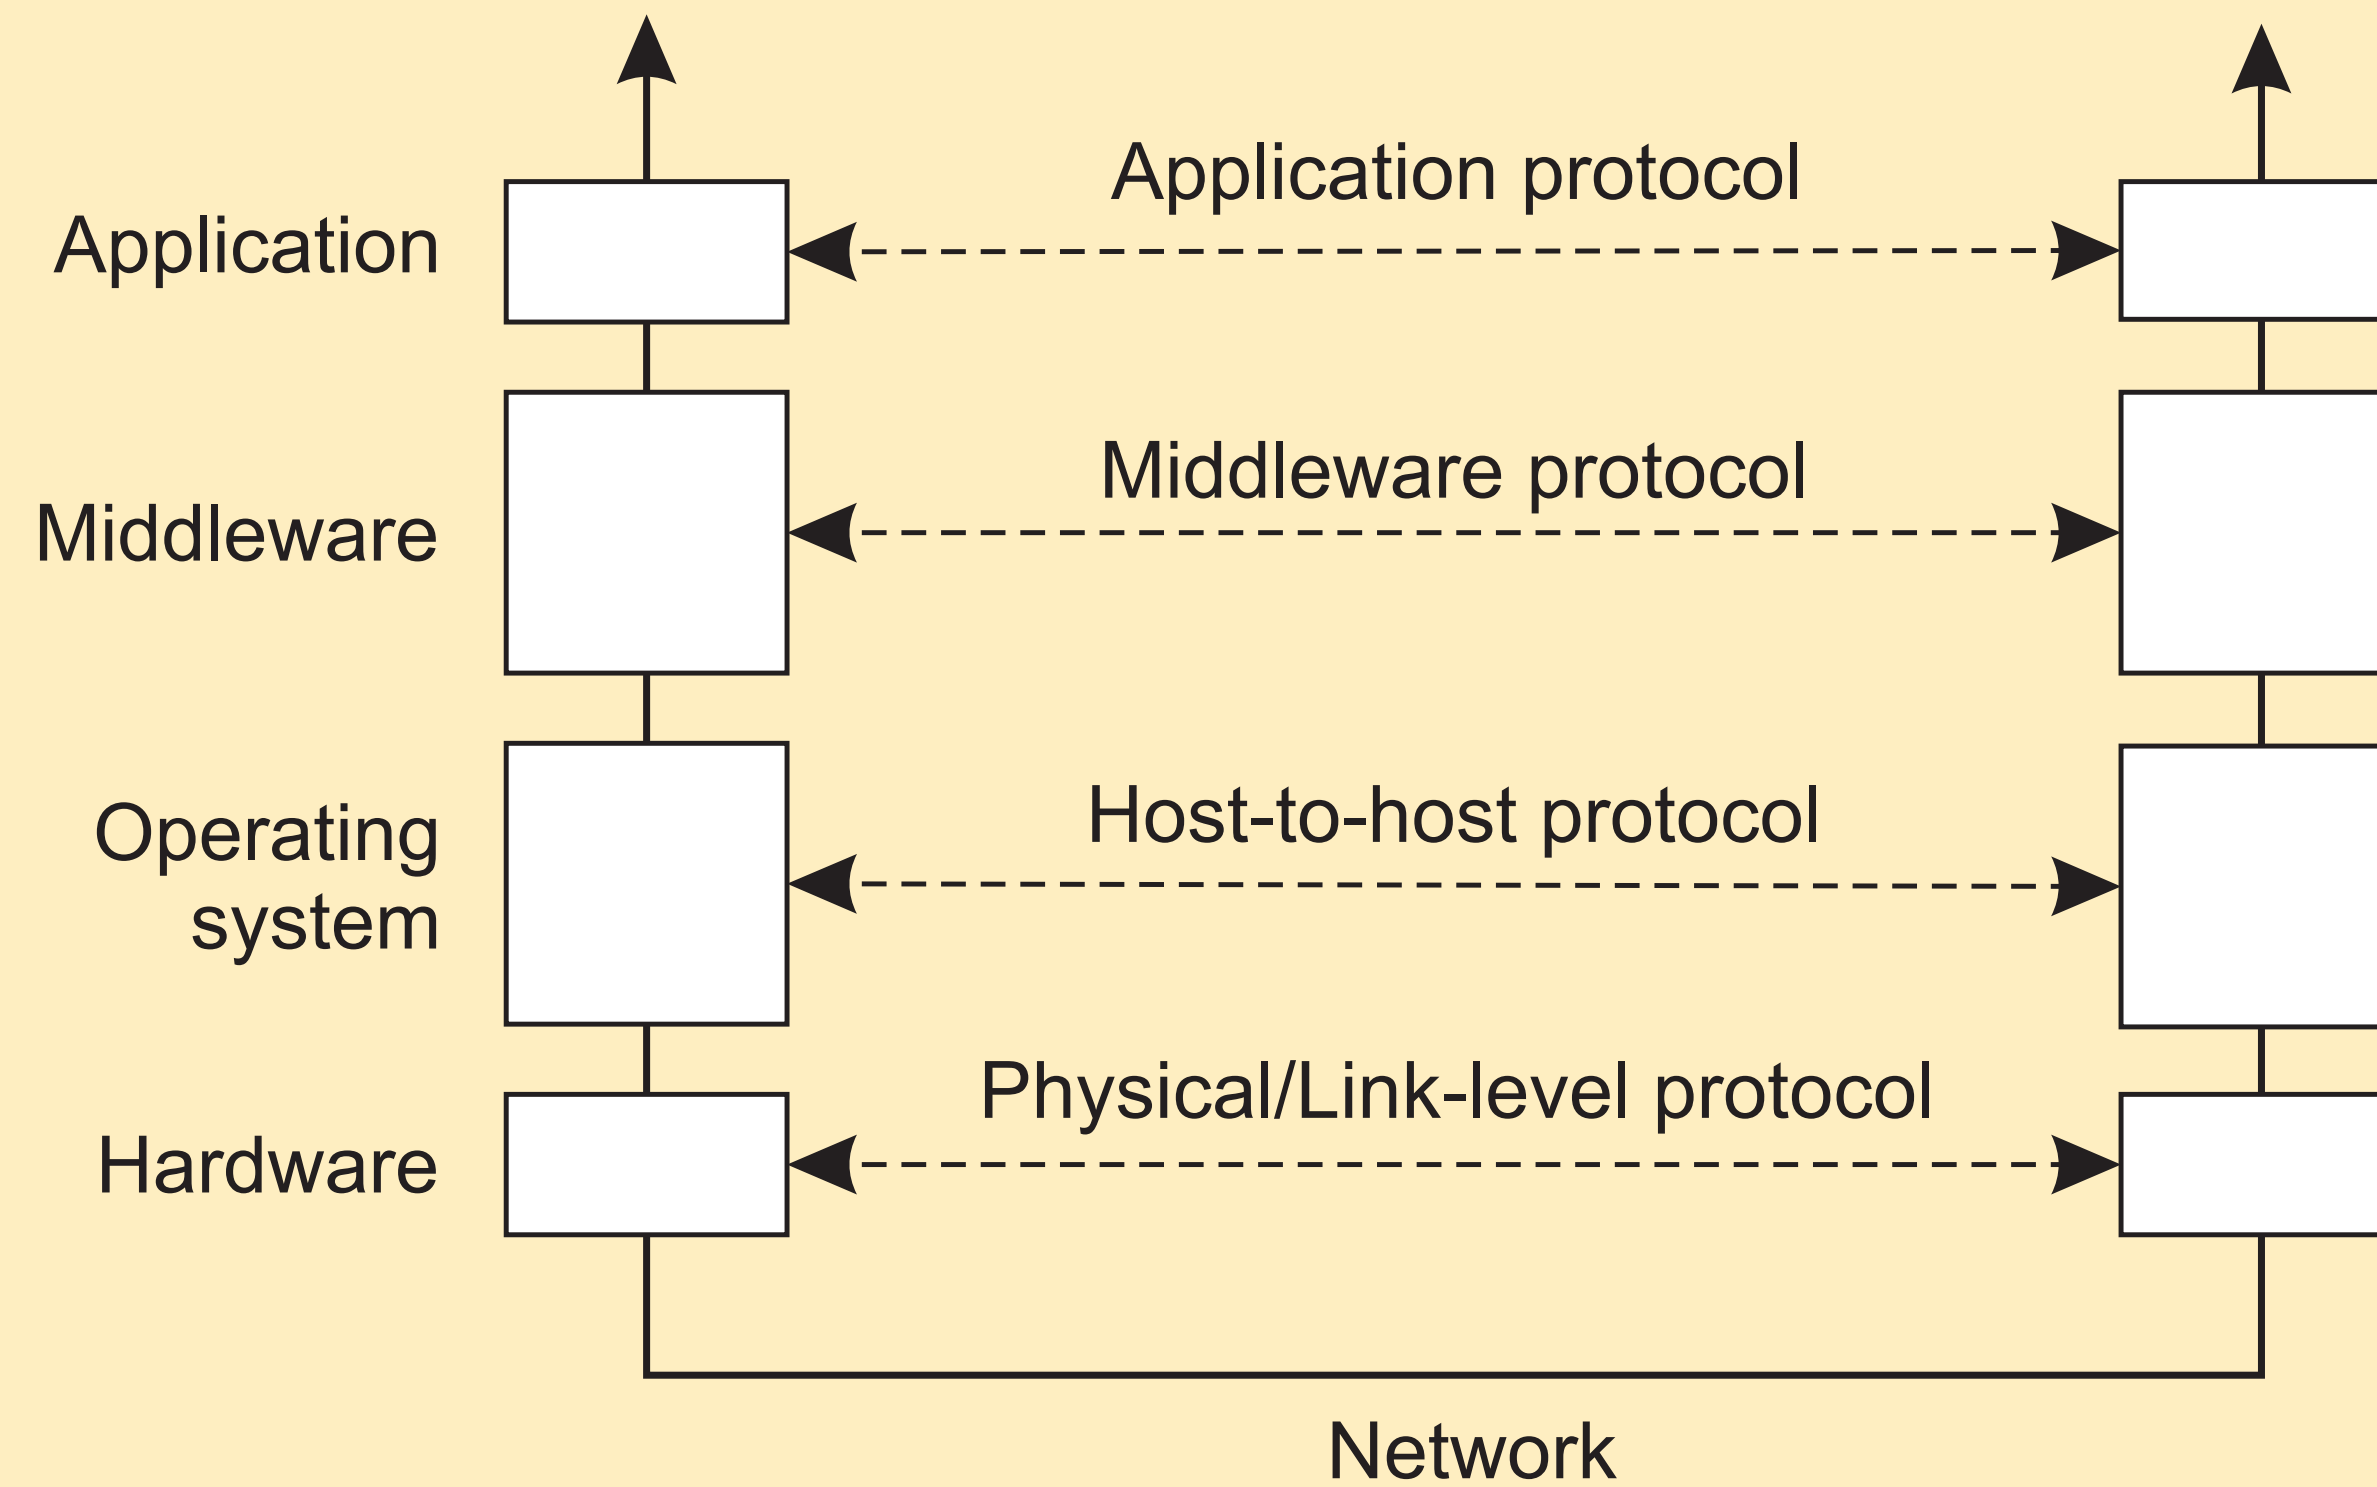 Application protocol
Application
Middleware protocol
Middleware
Host-to-host protocol
Operating
system
Physical/Link-level protocol
Hardware
Network